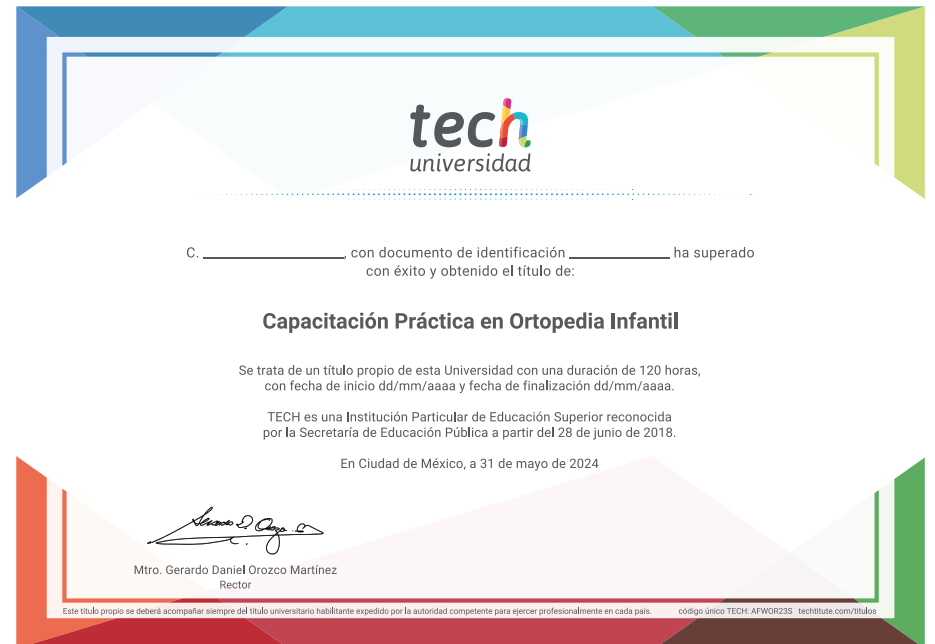 tech
universidad
C. ___________, con documento de identificación ___________ ha superado
con éxito y obtenido el título de:
Capacitación Práctica en Ortopedia Infantil
Se trata de un título propio de esta Universidad con una duración de 120 horas,
con fecha de inicio dd/mm/aaaa y fecha de finalización dd/mm/aaaa.
TECH es una Institución Particular de Educación Superior reconocida
por la Secretaría de Educación Pública a partir del 28 de junio de 2018.
En Ciudad de México, a 31 de mayo de 2024
Mtro. Gerardo Daniel Orozco Martínez
Rector
Este título propio se deberá acompañar siempre del título universitario habilitante expedido por la autoridad competente para ejercer profesionalmente en cada país. código único TECH: AFWOR23S techtitute.com/titulos